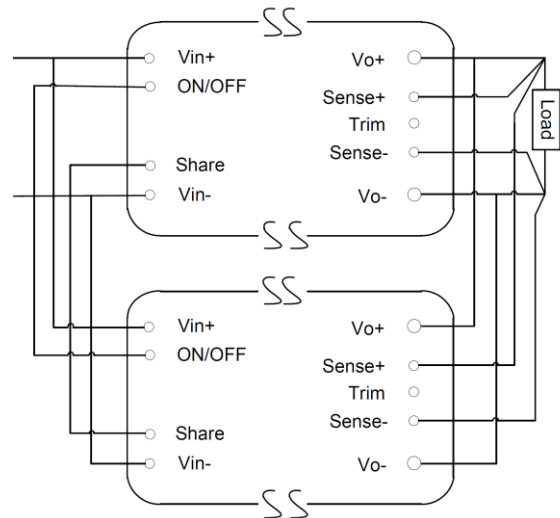 Vin+
Vo+
ON/OFF
Sense+
Load
Trim
Share
Sense-
Vin-
Vo-
Vin+
Vo+
ON/OFF
Sense+
Trim
Share
Sense-
Vin-
Vo-